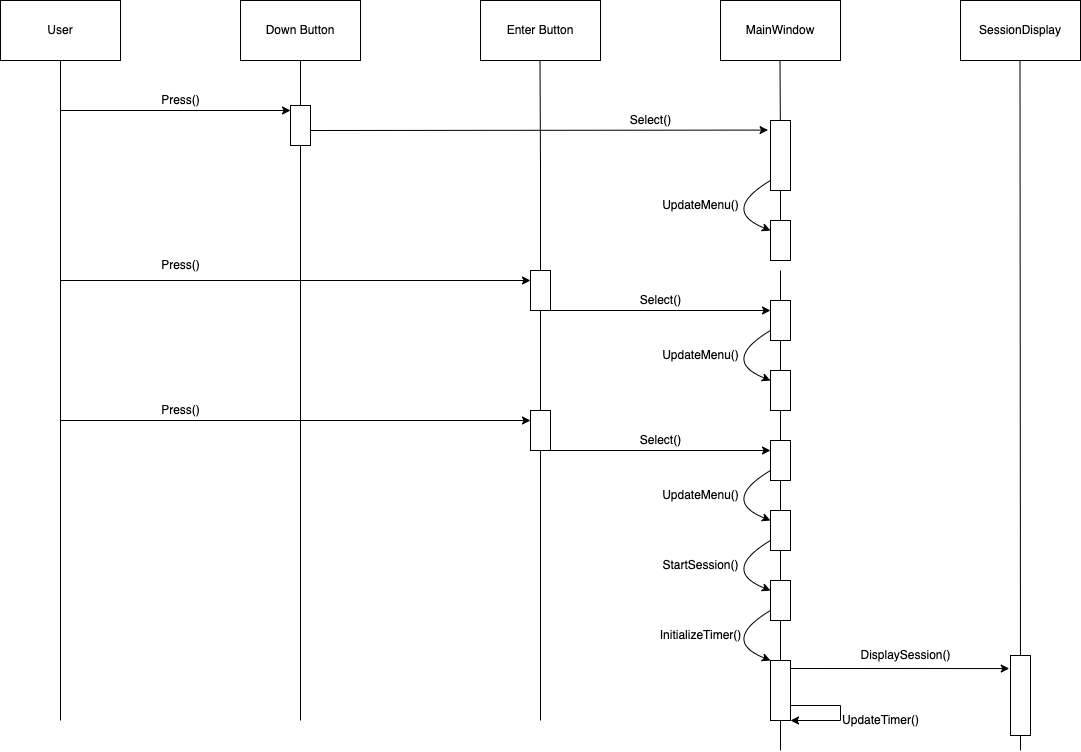 User
Down Button
Enter Button
MainWindow
SessionDisplay
Press()
Select()
UpdateMenu()
Press()
Select()
UpdateMenu()
Press()
Select()
UpdateMenu()
StartSession()
InitializeTimer()
DisplaySession()
UpdateTimer()